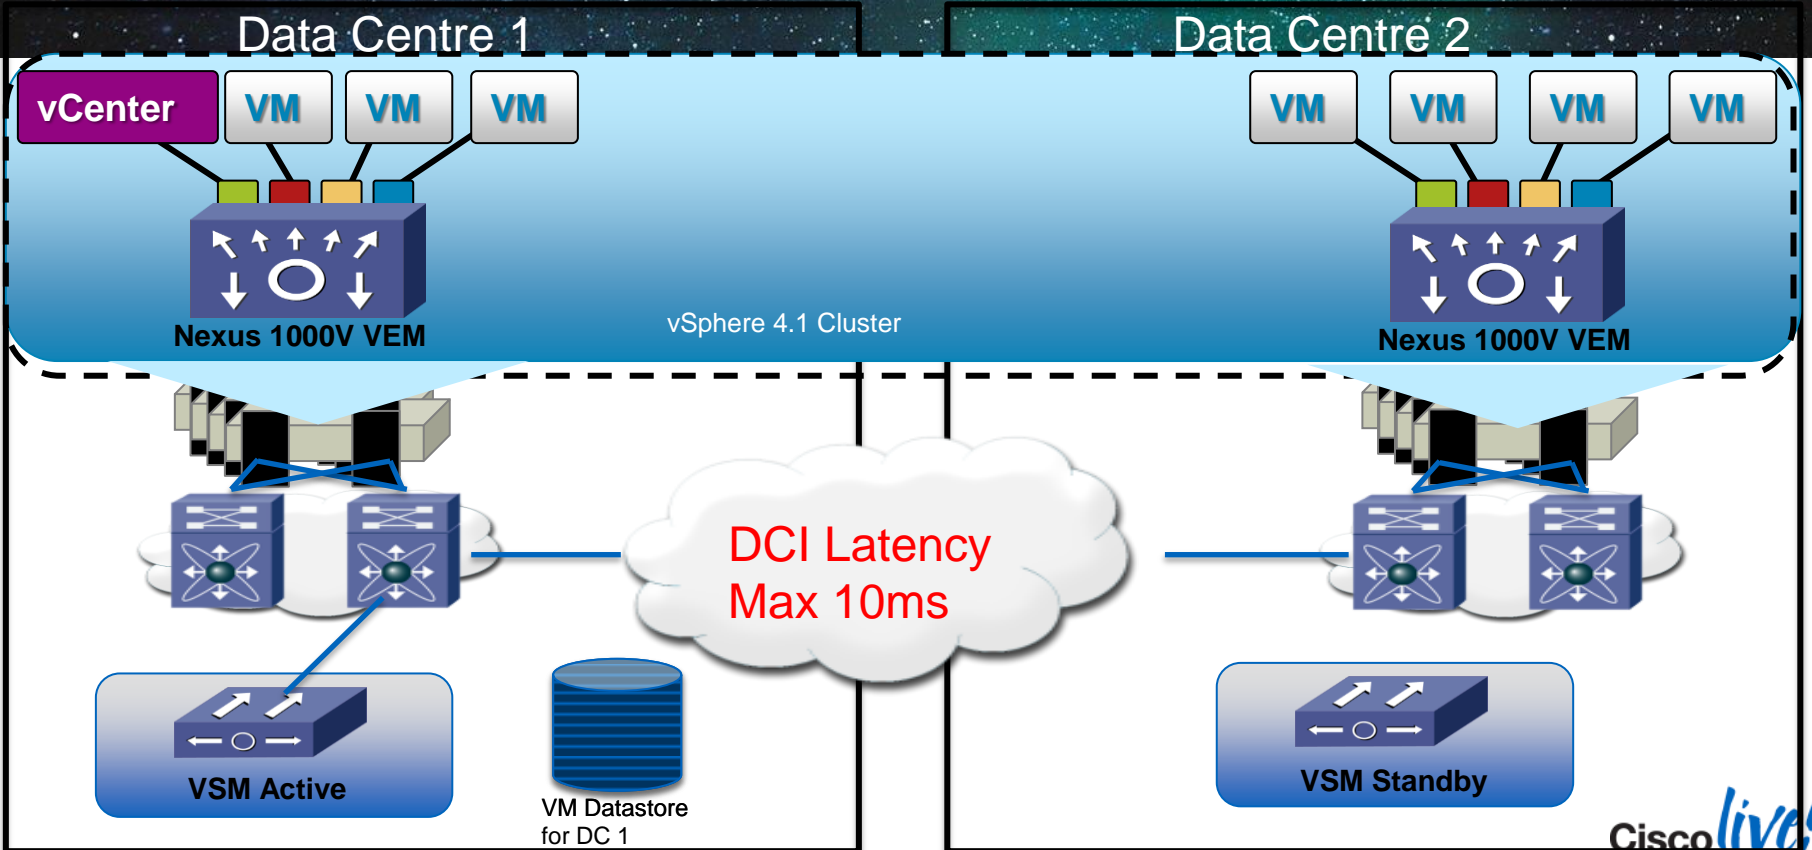 Data Centre 1
Data Centre 2
vCenter
VM
VM
VM
VM
VM
VM
VM
Nexus 1000V VEM
vSphere 4.1 Cluster
Nexus 1000V VEM
DCI Latency
Max 10ms
VSM Active
VM Datastore
for DC 1
VSM Standby
Cisco live!